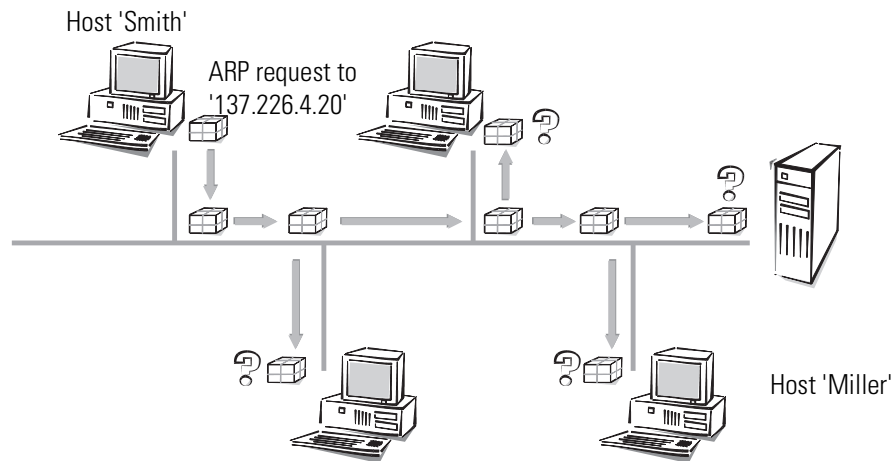 Host 'Smith'
ARP request to
'137.226.4.20'
?
?
?
?
Host 'Miller'